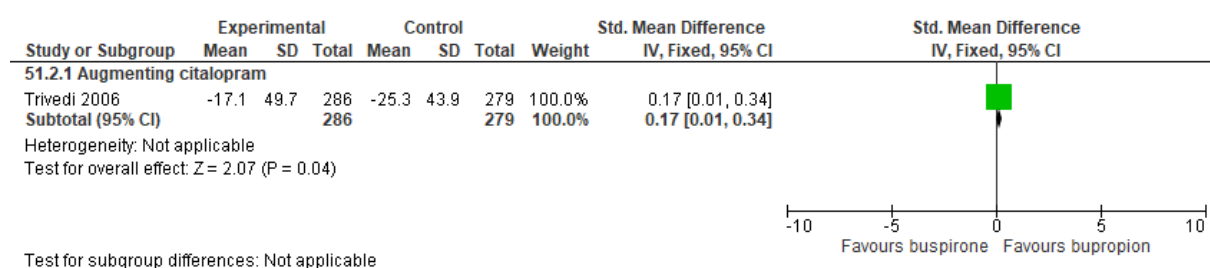 Experimental Control Std. Mean Difference Std. Mean Difference
Study or Subgroup Mean SD Total Mean SD Total Weight IV, Fixed, 95% CI IV, Fixed, 95% CI
51.2.1 Augmenting citalopram
Trivedi 2006 -17.1 49.7 286 -25.3 43.9 279 100.0% 0.17 [0.01, 0.34]
Subtotal (95% CI) 286 279 100.0% 0.17 [0.01, 0.34]
Heterogeneity: Not applicable
Test for overall effect: Z = 2.07 (P = 0.04)
-10 -5 0 5 10
Favours buspirone Favours bupropion
Test for subgroup differences: Not applicable